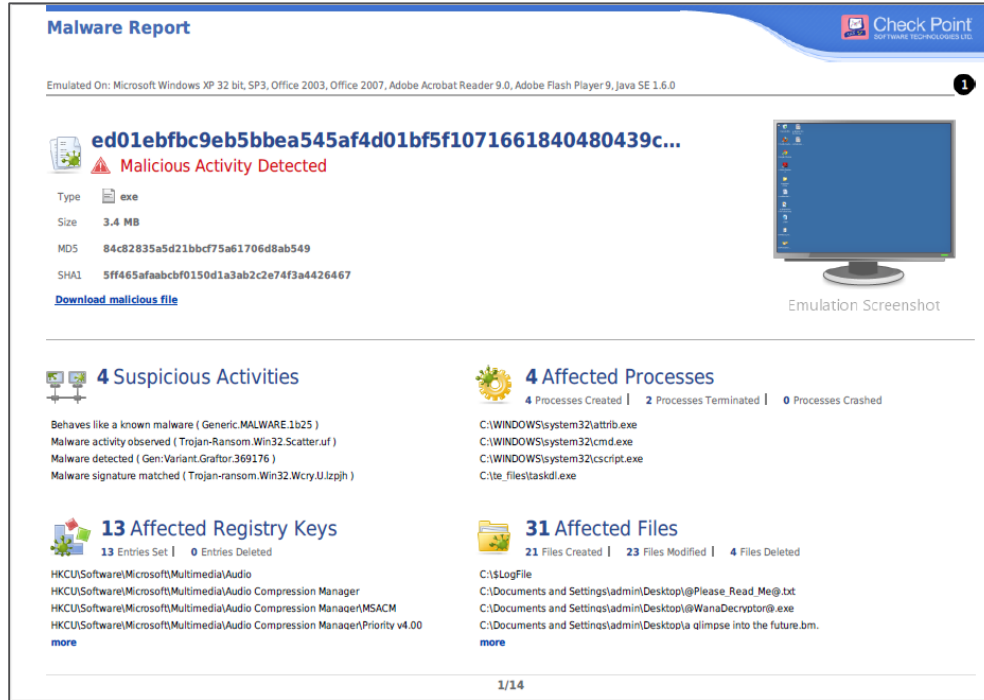 Malware Report
Check Point
SOFTWARE TECHNOLOGIES LTD.
Emulated On: Microsoft Windows XP 32 bit, SP3, Office 2003, Office 2007, Adobe Acrobat Reader 9.0, Adobe Flash Player 9, Java SE 1.6.0
1
ed01ebfbc9eb5bbea545af4d01bf5f1071661840480439c...
Malicious Activity Detected
Type exe
Size 3.4 MB
MD5 84c82835a5d21bbcf75a61706d8ab549
SHA1 5ff465afaabcbf0150d1a3ab2c2e74f3a4426467
Download malicious file
Emulation Screenshot
4 Suspicious Activities
Behaves like a known malware ( Generic.MALWARE.1b25 )
Malware activity observed ( Trojan-Ransom.Win32.Scatter.uf )
Malware detected ( Gen:Variant.Graftor.369176 )
Malware signature matched ( Trojan-ransom.Win32.Wcry.U.lzpjh )
4 Affected Processes
4 Processes Created | 2 Processes Terminated | 0 Processes Crashed
C:\WINDOWS\system32\attrib.exe
C:\WINDOWS\system32\cmd.exe
C:\WINDOWS\system32\cscript.exe
C:\te_files\taskdl.exe
13 Affected Registry Keys
13 Entries Set | 0 Entries Deleted
HKCU\Software\Microsoft\Multimedia\Audio
HKCU\Software\Microsoft\Multimedia\Audio Compression Manager
HKCU\Software\Microsoft\Multimedia\Audio Compression Manager\MSACM
HKCU\Software\Microsoft\Multimedia\Audio Compression Manager\Priority v4.00
more
31 Affected Files
21 Files Created | 23 Files Modified | 4 Files Deleted
C:\$LogFile
C:\Documents and Settings\admin\Desktop\@Please_Read_Me@.txt
C:\Documents and Settings\admin\Desktop\@WanaDecryptor@.exe
C:\Documents and Settings\admin\Desktop\a glimpse into the future.bm.
more
1/14